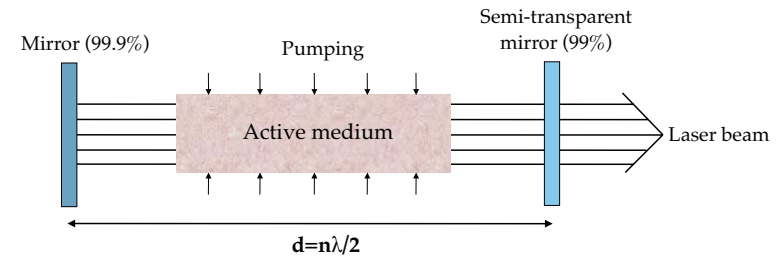 Semi-transparent
mirror (99%)
Mirror (99.9%)
Pumping
Active medium
Laser beam
d=nλ/2